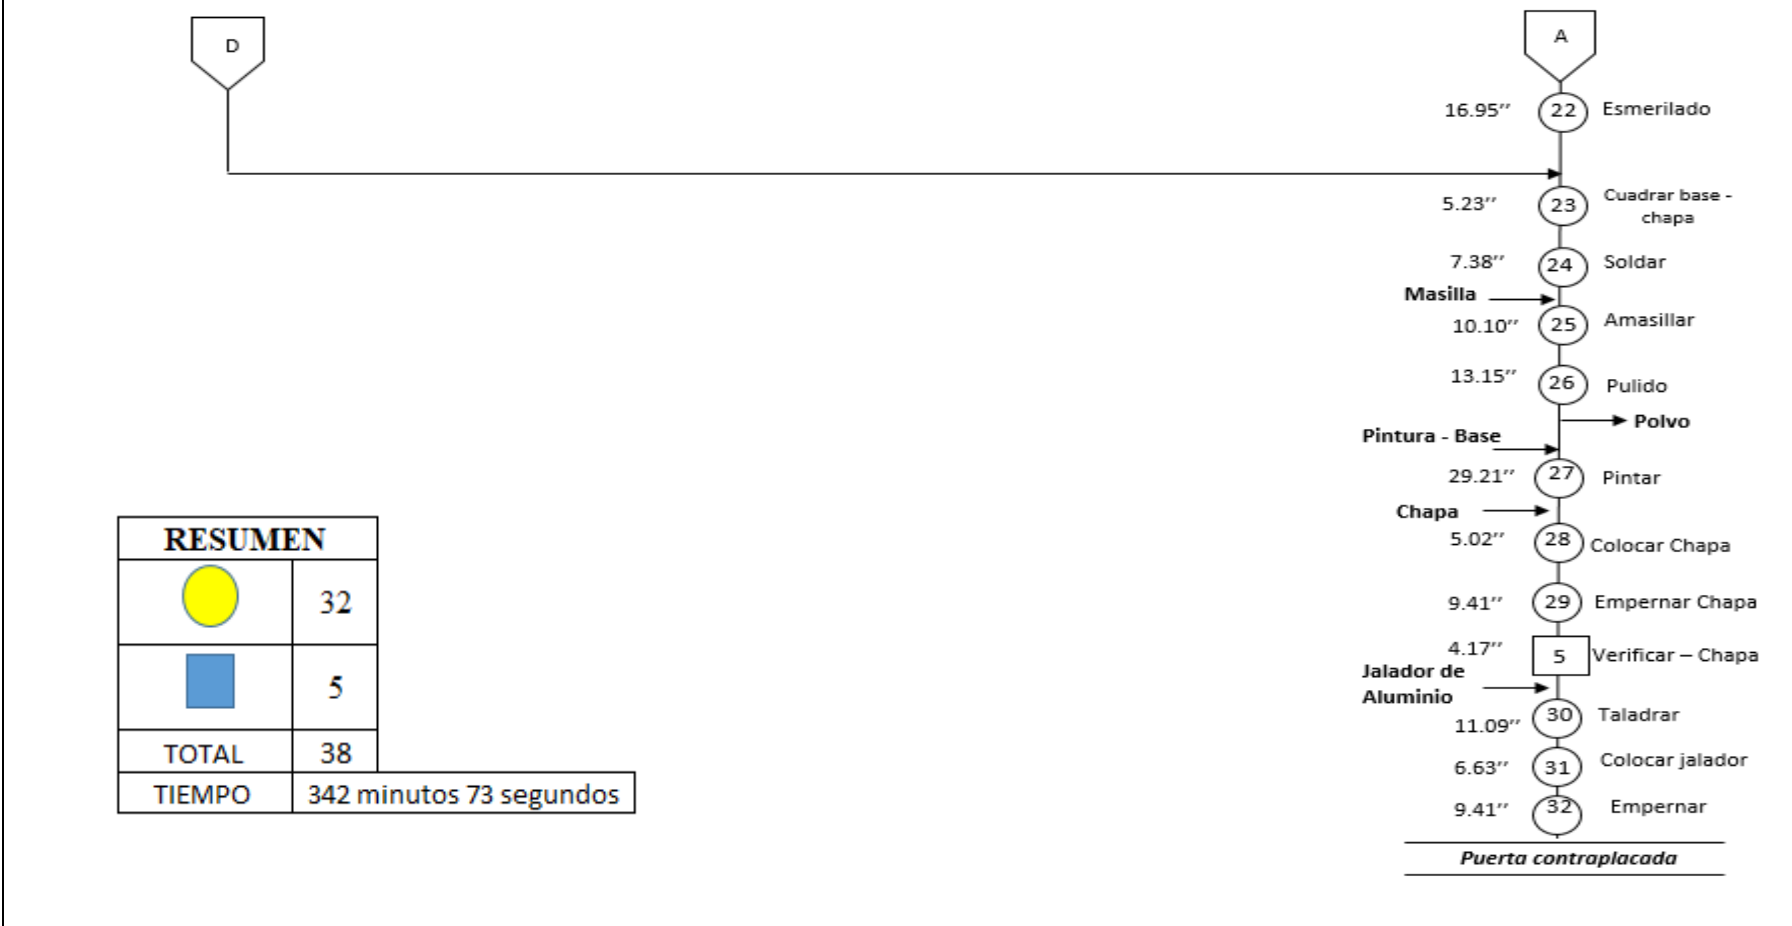 D
A
16.95’’ 22 Esmerilado
5.23’’ 23 Cuadrar base -
chapa
7.38’’ 24 Soldar
Masilla
10.10’’ 25 Amasillar
13.15’’ 26 Pulido
Polvo
Pintura - Base
29.21’’ 27 Pintar
Chapa
5.02’’ 28 Colocar Chapa
9.41’’ 29 Empernar Chapa
4.17’’ 5 Verificar – Chapa
Jalador de
Aluminio
11.09’’ 30 Taladrar
6.63’’ 31 Colocar jalador
9.41’’ 32 Empernar
Puerta contraplacada
RESUMEN
32
5
TOTAL 38
TIEMPO 342 minutos 73 segundos